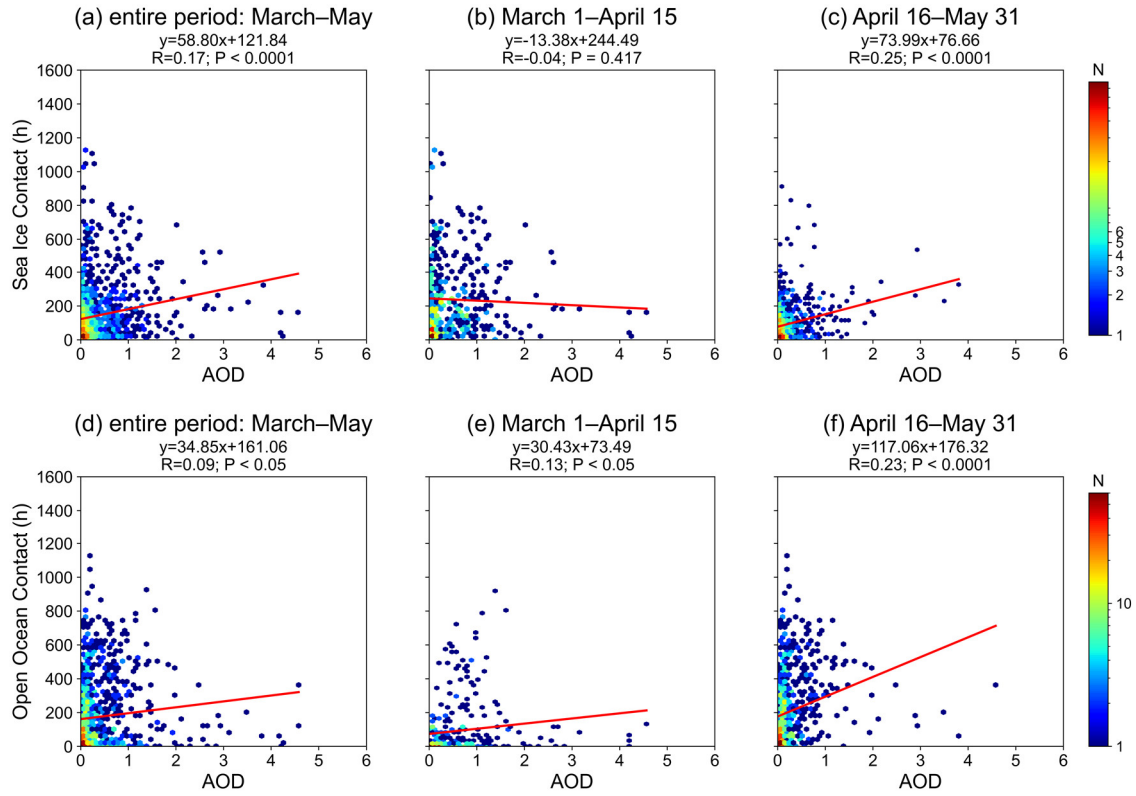 (a) entire period: March–May
y=58.80x+121.84
R=0.17; P < 0.0001
(b) March 1–April 15
y=-13.38x+244.49
R=-0.04; P = 0.417
(c) April 16–May 31
y=73.99x+76.66
R=0.25; P < 0.0001
Sea Ice Contact (h)
1600
1400
1200
1000
800
600
400
200
0
0 1 2 3 4 5 6
AOD
0 1 2 3 4 5 6
AOD
0 1 2 3 4 5 6
AOD
N
6
5
4
3
2
1
(d) entire period: March–May
y=34.85x+161.06
R=0.09; P < 0.05
(e) March 1–April 15
y=30.43x+73.49
R=0.13; P < 0.05
(f) April 16–May 31
y=117.06x+176.32
R=0.23; P < 0.0001
Open Ocean Contact (h)
1600
1400
1200
1000
800
600
400
200
0
0 1 2 3 4 5 6
AOD
0 1 2 3 4 5 6
AOD
0 1 2 3 4 5 6
AOD
N
10
1